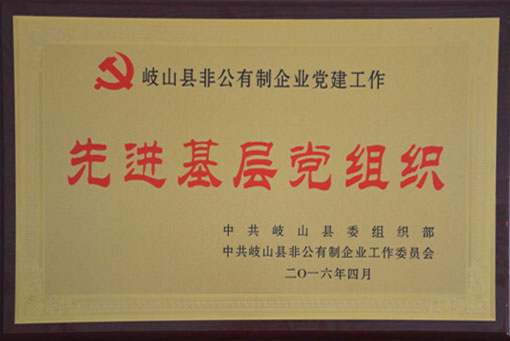 岐山县非公有制企业党建工作
先进基层党组织
中共岐山县委组织部
中共岐山县非公有制企业工作委员会
二O一六年四月